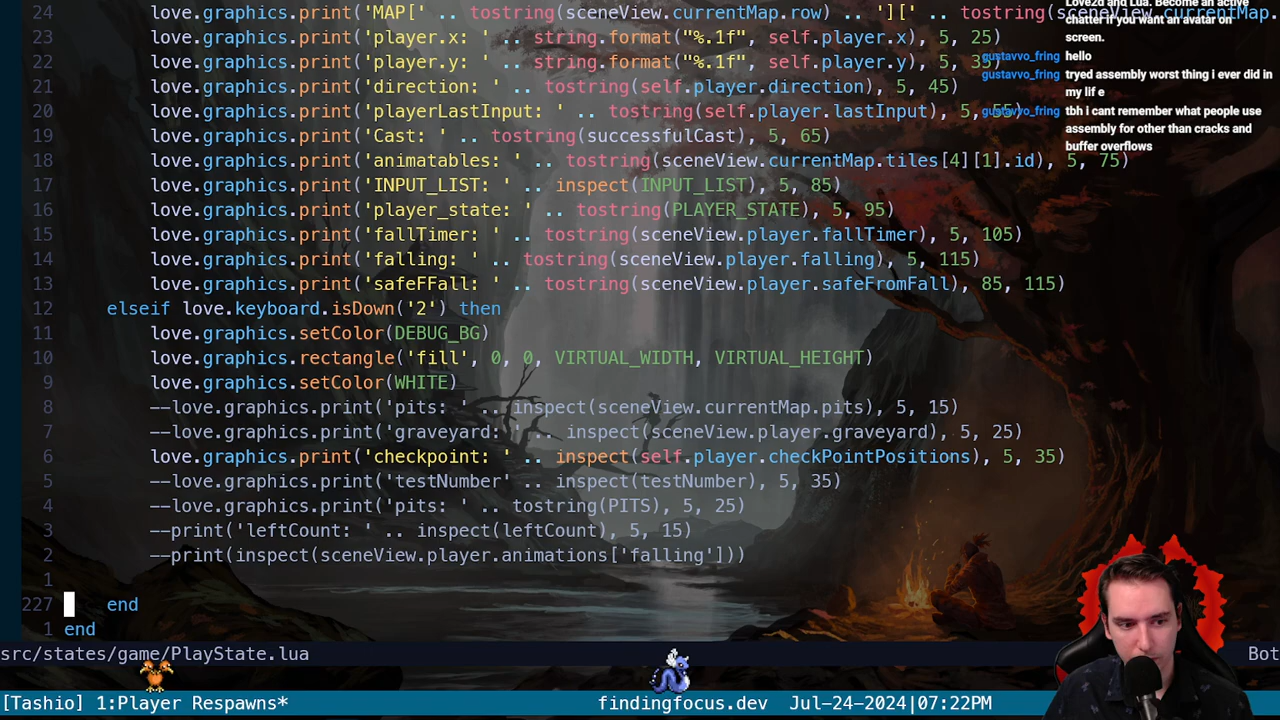 24 love.graphics.print('MAP[' .. tostring(sceneView.currentMap.row) .. '][' .. tostring(sceneView.currentMap.
23 love.graphics.print('player.x: ' .. string.format("%.1f", self.player.x), 5, 25)
22 love.graphics.print('player.y: ' .. string.format("%.1f", self.player.y), 5, 35)
21 love.graphics.print('direction: ' .. tostring(self.player.direction), 5, 45)
20 love.graphics.print('playerLastInput: ' .. tostring(self.player.lastInput), 5, 55)
19 love.graphics.print('Cast: ' .. tostring(successfulCast), 5, 65)
18 love.graphics.print('animatables: ' .. tostring(sceneView.currentMap.tiles[4][1].id), 5, 75)
17 love.graphics.print('INPUT_LIST: ' .. inspect(INPUT_LIST), 5, 85)
16 love.graphics.print('player_state: ' .. tostring(PLAYER_STATE), 5, 95)
15 love.graphics.print('fallTimer: ' .. tostring(sceneView.player.fallTimer), 5, 105)
14 love.graphics.print('falling: ' .. tostring(sceneView.player.falling), 5, 115)
13 love.graphics.print('safeFFall: ' .. tostring(sceneView.player.safeFromFall), 85, 115)
12 elseif love.keyboard.isDown('2') then
11 love.graphics.setColor(DEBUG_BG)
10 love.graphics.rectangle('fill', 0, 0, VIRTUAL_WIDTH, VIRTUAL_HEIGHT)
9 love.graphics.setColor(WHITE)
8 --love.graphics.print('pits: ' .. inspect(sceneView.currentMap.pits), 5, 15)
7 --love.graphics.print('graveyard: ' .. inspect(sceneView.player.graveyard), 5, 25)
6 love.graphics.print('checkpoint: ' .. inspect(self.player.checkPointPositions), 5, 35)
5 --love.graphics.print('testNumber' .. inspect(testNumber), 5, 35)
4 --love.graphics.print('pits: ' .. tostring(PITS), 5, 25)
3 --print('leftCount: ' .. inspect(leftCount), 5, 15)
2 --print(inspect(sceneView.player.animations['falling']))
1
227 end
1 end
src/states/game/PlayState.lua Bot
[Tashio] 1:Player Respawns* findingfocus.dev Jul-24-2024|07:22PM
Love2d and Lua. Become an active
chatter if you want an avatar on
screen.
gustavvo_fring hello
gustavvo_fring tryed assembly worst thing i ever did in
my lif e
gustavvo_fring tbh i cant remember what people use
assembly for other than cracks and
buffer overflows